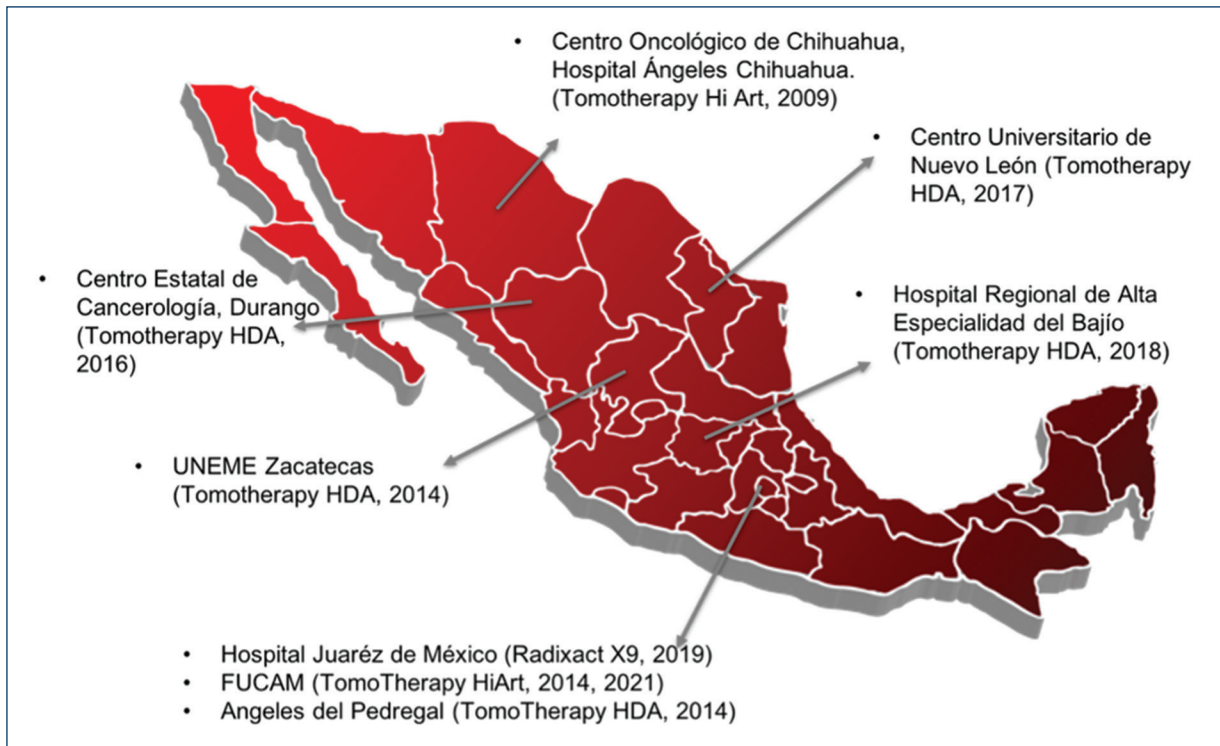 • Centro Oncológico de Chihuahua,
Hospital Ángeles Chihuahua.
(Tomotherapy Hi Art, 2009)
• Centro Universitario de
Nuevo León (Tomotherapy
HDA, 2017)
• Centro Estatal de
Cancerología, Durango
(Tomotherapy HDA,
2016)
• Hospital Regional de Alta
Especialidad del Bajío
(Tomotherapy HDA, 2018)
• UNEME Zacatecas
(Tomotherapy HDA, 2014)
• Hospital Juaréz de México (Radixact X9, 2019)
• FUCAM (TomoTherapy HiArt, 2014, 2021)
• Angeles del Pedregal (TomoTherapy HDA, 2014)